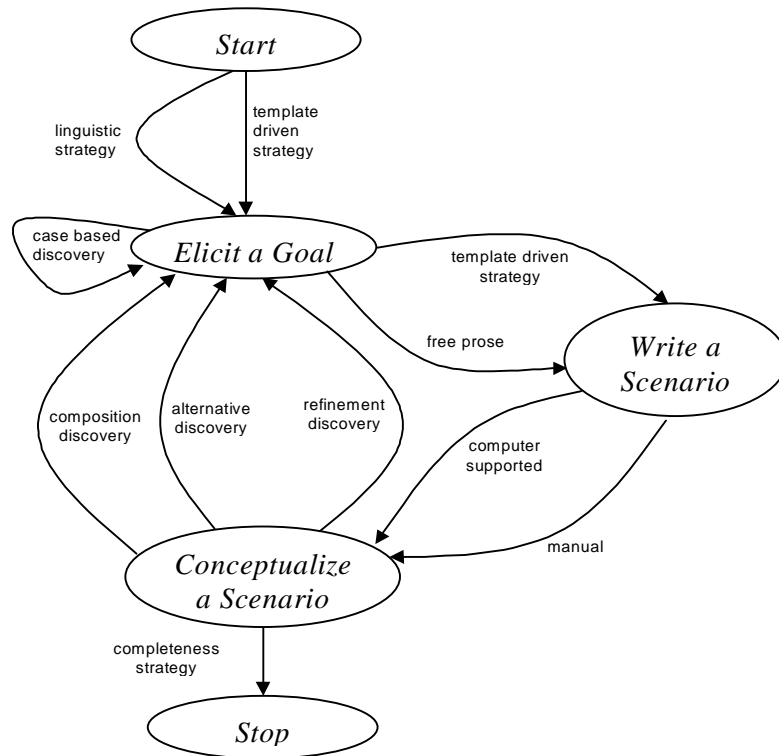 Start
linguistic
strategy
template
driven
strategy
case based
discovery
Elicit a Goal
template driven
strategy
free prose
Write a
Scenario
composition
discovery
alternative
discovery
refinement
discovery
computer
supported
manual
Conceptualize
a Scenario
completeness
strategy
Stop